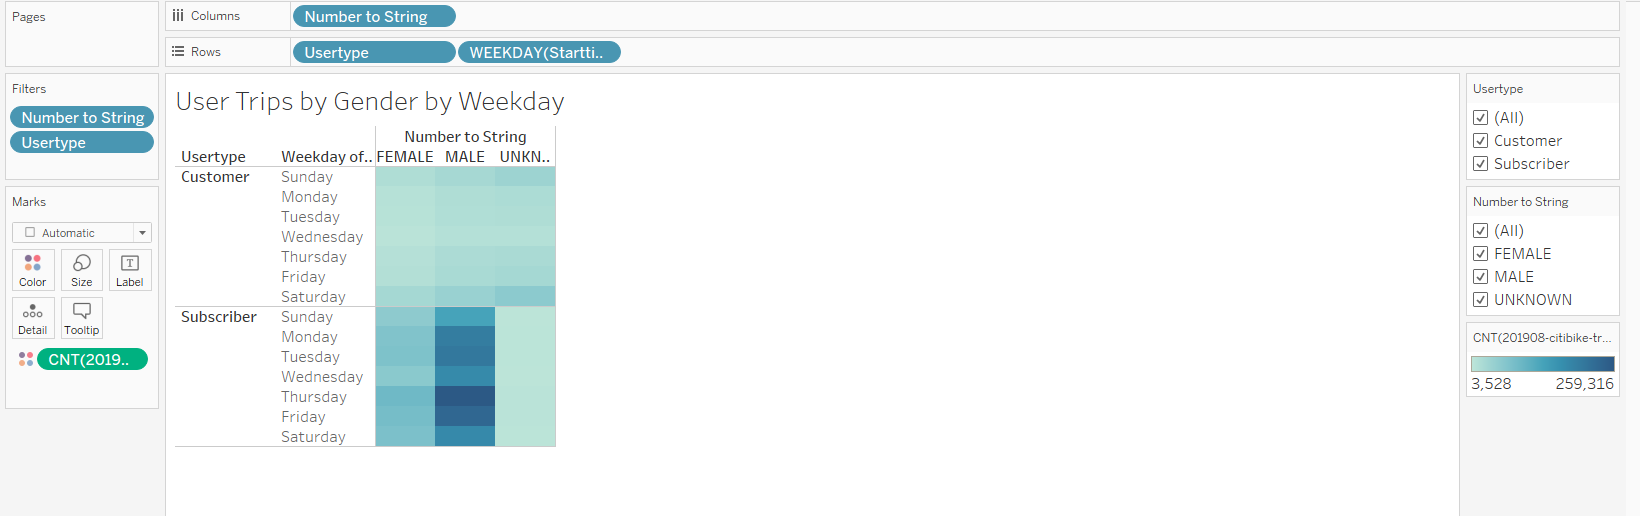 Pages
Columns
Number to String
Rows
Usertype
WEEKDAY(Startti..
Filters
Number to String
Usertype
Marks
Automatic
Color
Size
Label
Detail
Tooltip
CNT(2019..
User Trips by Gender by Weekday
Number to String
Usertype Weekday of.. FEMALE MALE UNKN..
Customer Sunday
Monday
Tuesday
Wednesday
Thursday
Friday
Saturday
Subscriber Sunday
Monday
Tuesday
Wednesday
Thursday
Friday
Saturday
Usertype
(All)
Customer
Subscriber
Number to String
(All)
FEMALE
MALE
UNKNOWN
CNT(201908-citibike-tr...
3,528 259,316